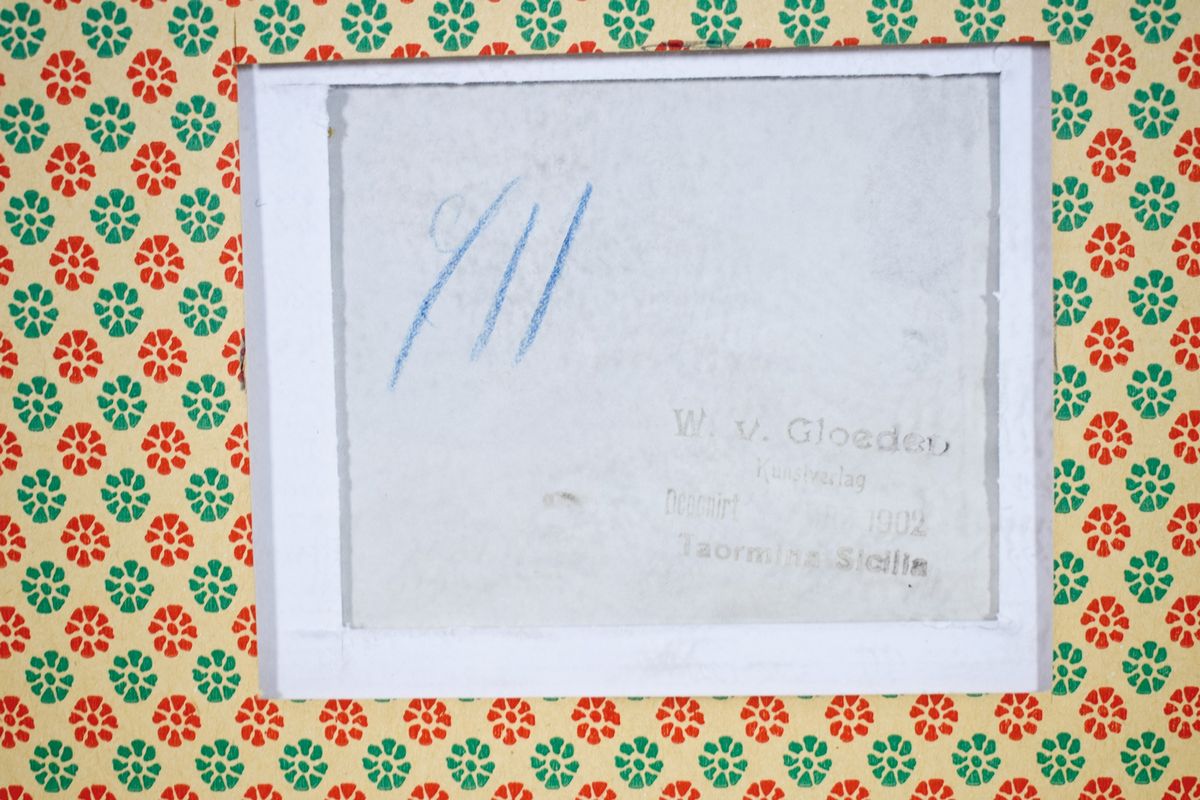 W. v. Gloeden
Kunstverlag
Deponirt 1902
Taormina-Sicilia